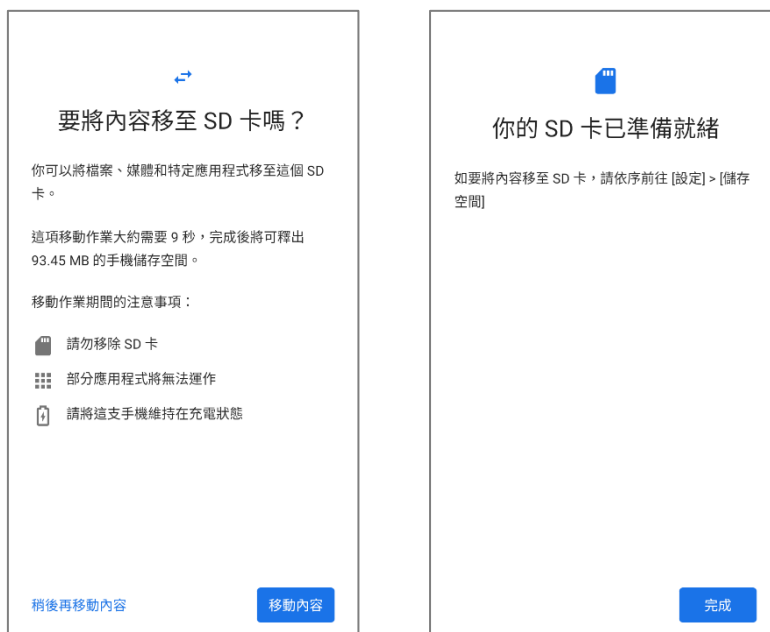 要將內容移至 SD 卡嗎？
你可以將檔案、媒體和特定應用程式移至這個 SD
卡。
這項移動作業大約需要 9 秒，完成後將可釋出
93.45 MB 的手機儲存空間。
移動作業期間的注意事項：
請勿移除 SD 卡
部分應用程式將無法運作
請將這支手機維持在充電狀態
稍後再移動內容
移動內容
你的 SD 卡已準備就緒
如要將內容移至 SD 卡，請依序前往 [設定] > [儲存
空間]
完成